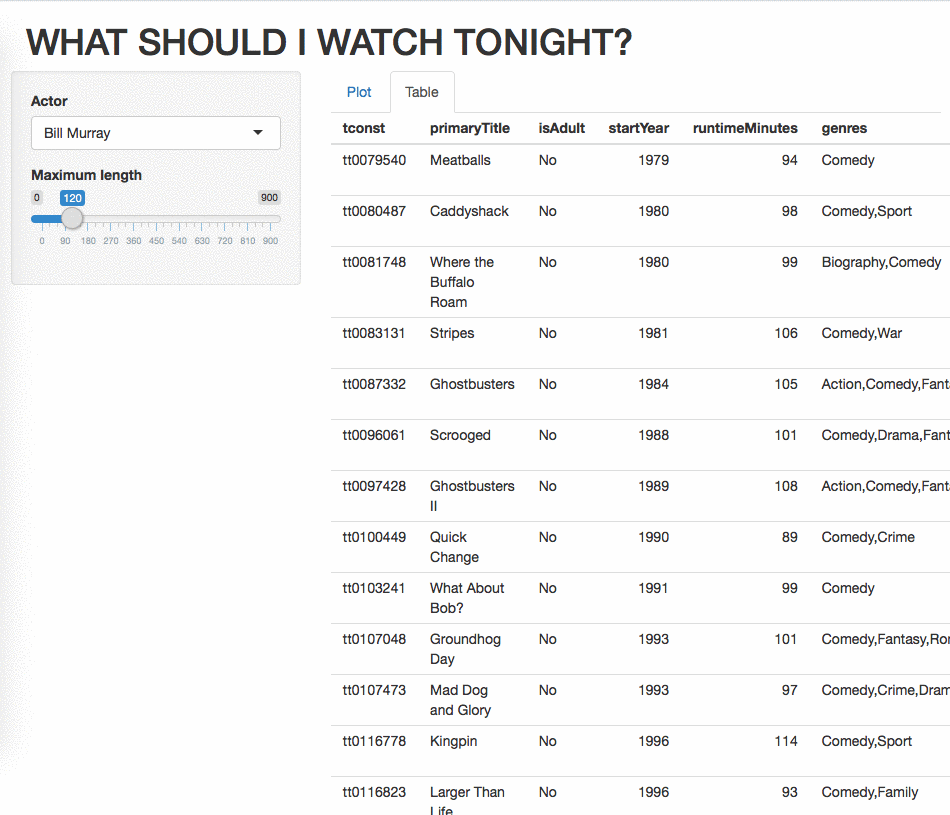 WHAT SHOULD I WATCH TONIGHT?
Actor
Bill Murray
Maximum length
0 120 900
0 90 180 270 360 450 540 630 720 810 900
Plot Table
tconst primaryTitle isAdult startYear runtimeMinutes genres
tt0079540 Meatballs No 1979 94 Comedy
tt0080487 Caddyshack No 1980 98 Comedy,Sport
tt0081748 Where the No 1980 99 Biography,Comedy
Buffalo
Roam
tt0083131 Stripes No 1981 106 Comedy,War
tt0087332 Ghostbusters No 1984 105 Action,Comedy,Fant
tt0096061 Scrooged No 1988 101 Comedy,Drama,Fant
tt0097428 Ghostbusters No 1989 108 Action,Comedy,Fant
II
tt0100449 Quick No 1990 89 Comedy,Crime
Change
tt0103241 What About No 1991 99 Comedy
Bob?
tt0107048 Groundhog No 1993 101 Comedy,Fantasy,Ror
Day
tt0107473 Mad Dog No 1993 97 Comedy,Crime,Dram
and Glory
tt0116778 Kingpin No 1996 114 Comedy,Sport
tt0116823 Larger Than No 1996 93 Comedy,Family
Life